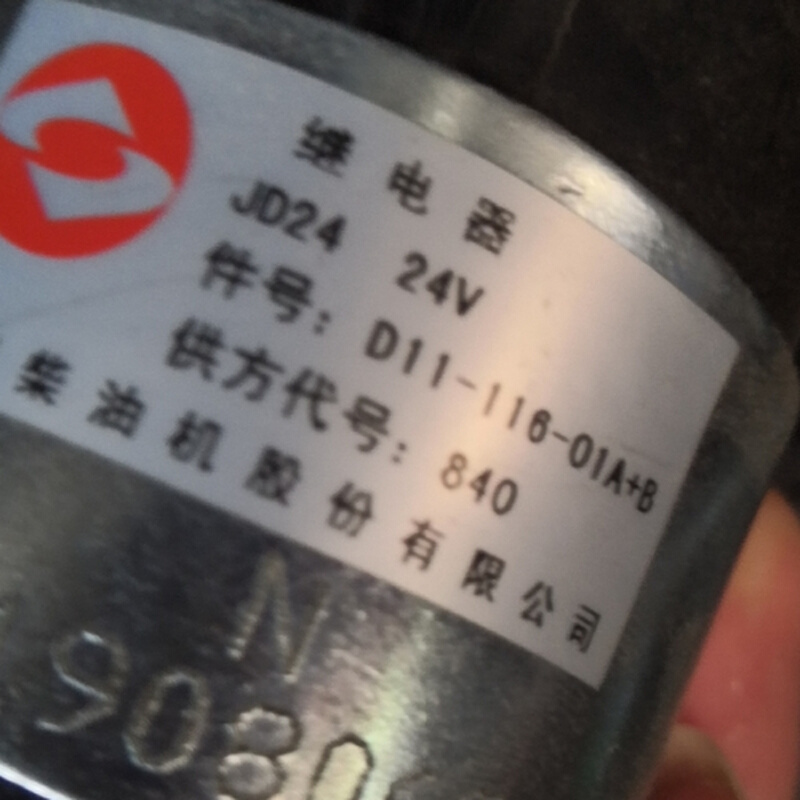 继电器
JD24 24V
件号: D11-116-01A+B
供方代号: 840
柴油机股份有限公司
N
9080